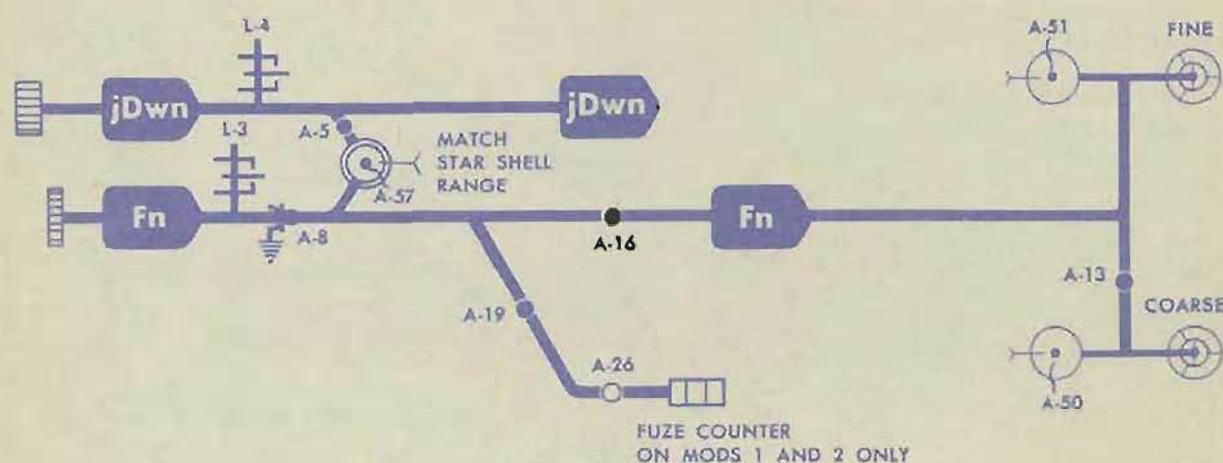 L-4
A-51
FINE
jDwn
jDwn
L-3
A-5
MATCH
STAR SHELL
RANGE
A-57
Fn
A-8
A-16
Fn
A-13
A-19
COARSE
A-26
A-50
FUZE COUNTER
ON MODS 1 AND 2 ONLY